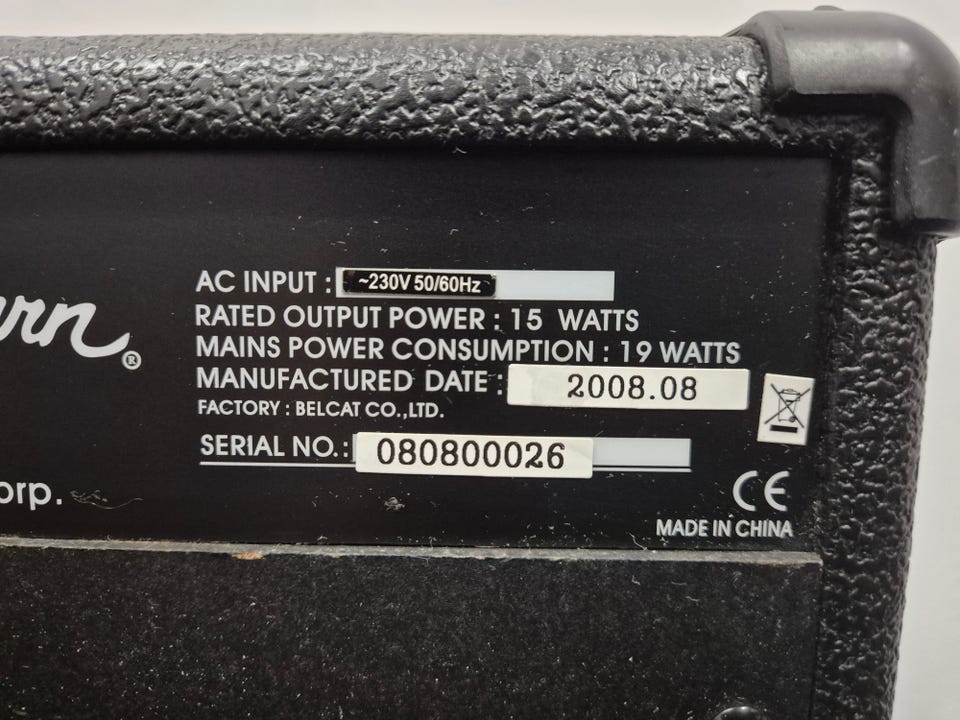 AC INPUT : ~230V 50/60Hz
RATED OUTPUT POWER : 15 WATTS
MAINS POWER CONSUMPTION : 19 WATTS
MANUFACTURED DATE : 2008.08
FACTORY : BELCAT CO.,LTD.
SERIAL NO.: 080800026
CE
MADE IN CHINA